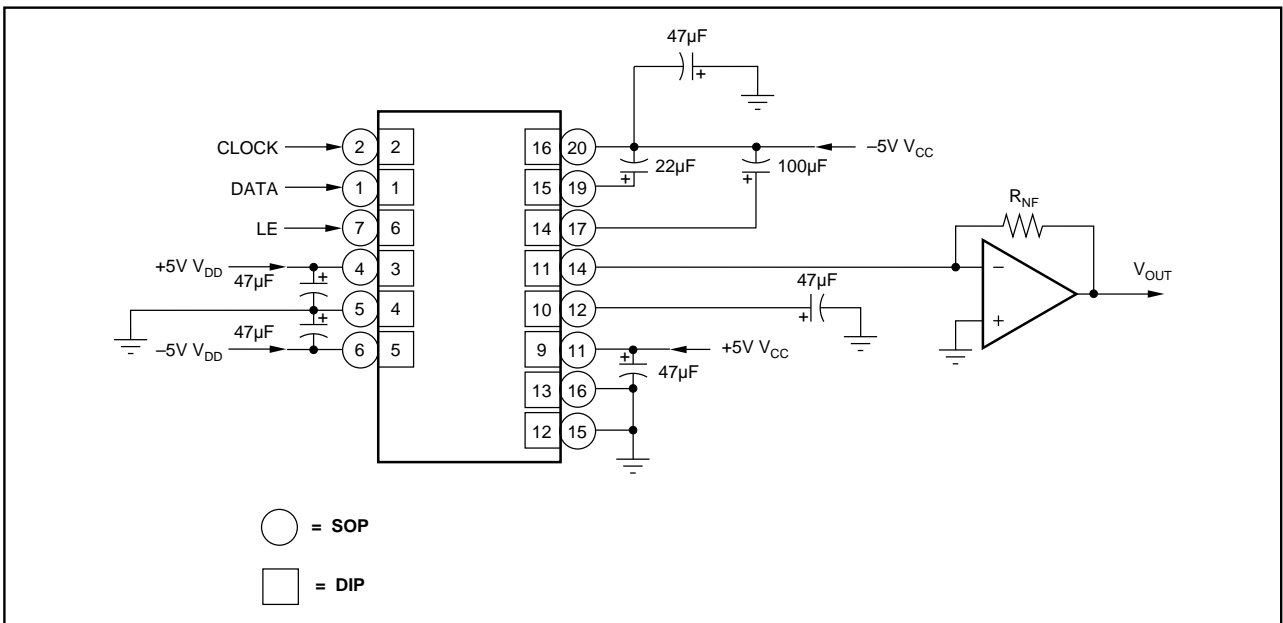 47µF
+
CLOCK
2 2
16 20
–5V VCC
+
22µF
+
100µF
DATA
1 1
15 19
RNF
LE
7 6
14 17
+5V VDD
4 3
11 14
–
VOUT
47µF
+
47µF
+
10 12
5 4
+
+
47µF
–5V VDD
6 5
9 11
+5V VCC
+
47µF
13 16
12 15
= SOP
= DIP